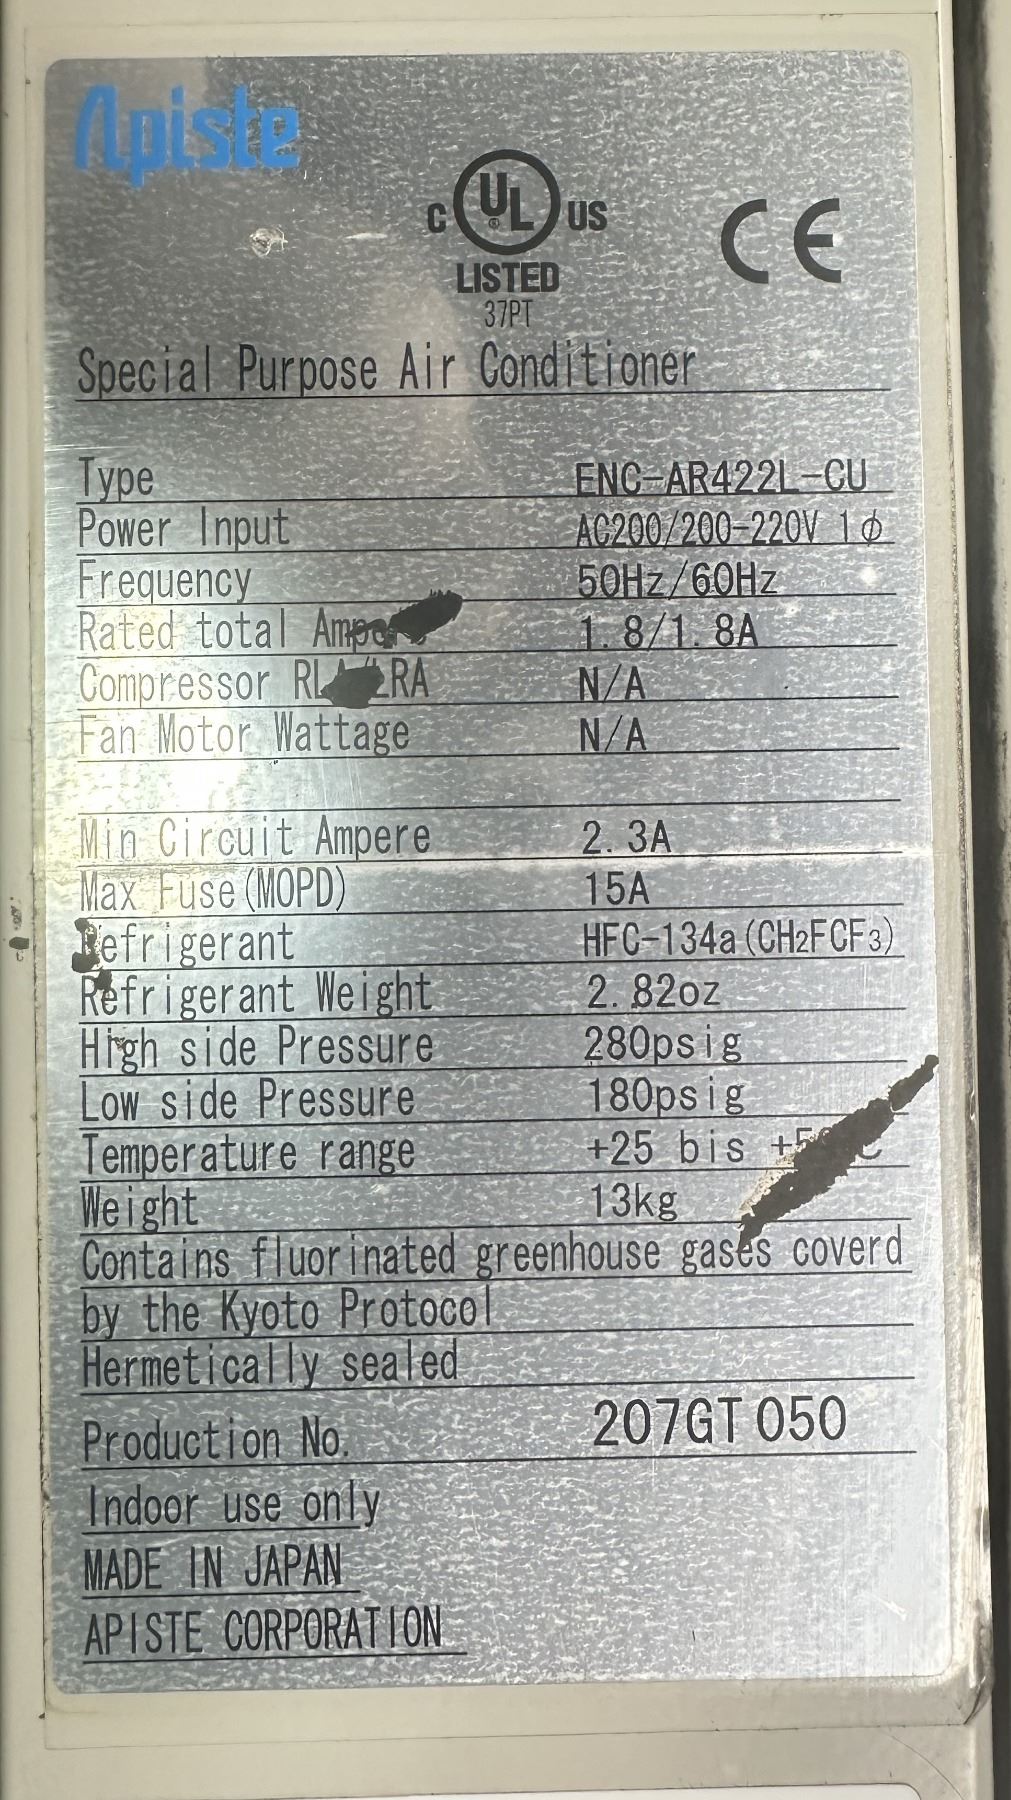 Apiste
C UL US
LISTED
37PT
CE
Special Purpose Air Conditioner
Type ENC-AR422L-CU
Power Input AC200/200-220V 1ϕ
Frequency 50Hz/60Hz
Rated total 1.8/1.8A
Compressor N/A
Fan Motor Wattage N/A
Min Circuit Ampere 2.3A
Max Fuse(MOPD) 15A
Refrigerant HFC-134a(CH₂FCF₃)
Refrigerant Weight 2.82oz
High side Pressure 280psig
Low side Pressure 180psig
Temperature range +25 bis
Weight 13kg
Contains fluorinated greenhouse gases coverd
by the Kyoto Protocol
Hermetically sealed
Production No. 207GT050
Indoor use only
MADE IN JAPAN
APISTE CORPORATION